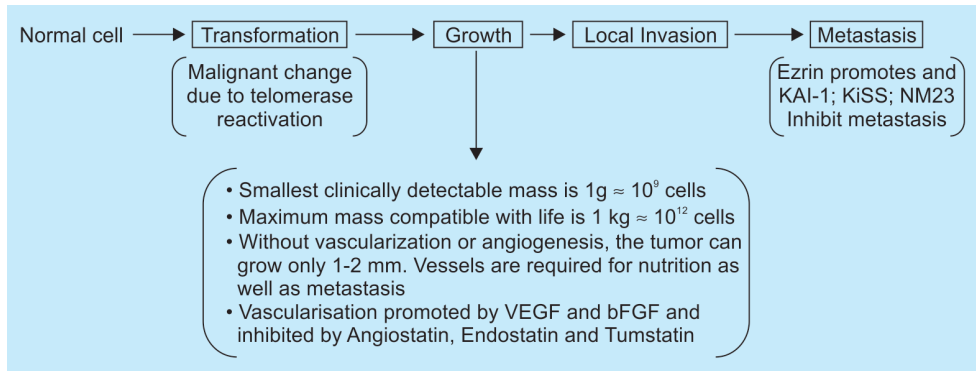 Normal cell Transformation Growth Local Invasion Metastasis
Malignant change
due to telomerase
reactivation
Ezrin promotes and
KAI-1; KiSS; NM23
Inhibit metastasis
• Smallest clinically detectable mass is 1g ≈ 10⁹ cells
• Maximum mass compatible with life is 1 kg ≈ 10¹² cells
• Without vascularization or angiogenesis, the tumor can
grow only 1-2 mm. Vessels are required for nutrition as
well as metastasis
• Vascularisation promoted by VEGF and bFGF and
inhibited by Angiostatin, Endostatin and Tumstatin